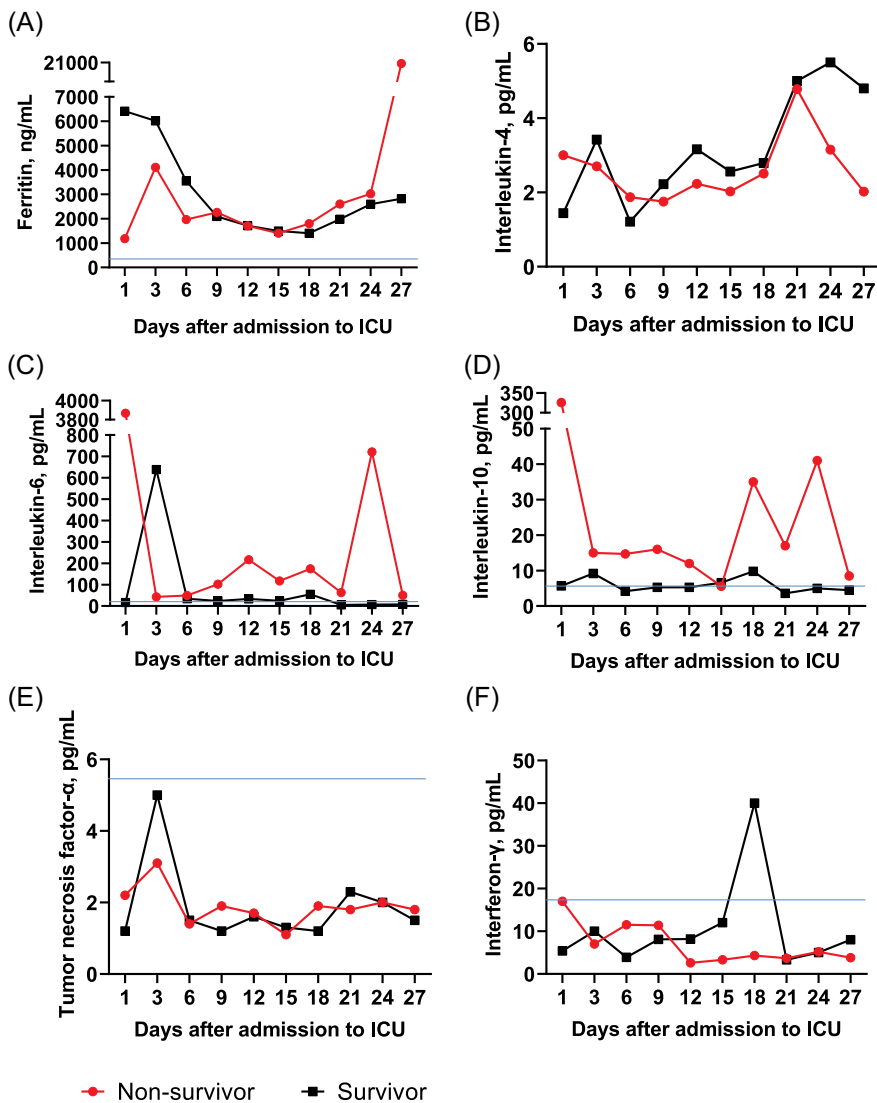 (A)
21000
7000
6000
5000
4000
3000
2000
1000
0
Ferritin, ng/mL
1 3 6 9 12 15 18 21 24 27
Days after admission to ICU
(B)
6
4
2
0
Interleukin-4, pg/mL
1 3 6 9 12 15 18 21 24 27
Days after admission to ICU
(C)
4000
3800
800
700
600
500
400
300
200
100
0
Interleukin-6, pg/mL
1 3 6 9 12 15 18 21 24 27
Days after admission to ICU
(D)
350
300
50
40
30
20
10
0
Interleukin-10, pg/mL
1 3 6 9 12 15 18 21 24 27
Days after admission to ICU
(E)
6
4
2
0
Tumor necrosis factor-α, pg/mL
1 3 6 9 12 15 18 21 24 27
Days after admission to ICU
(F)
50
40
30
20
10
0
Interferon-γ, pg/mL
1 3 6 9 12 15 18 21 24 27
Days after admission to ICU
Non-survivor Survivor